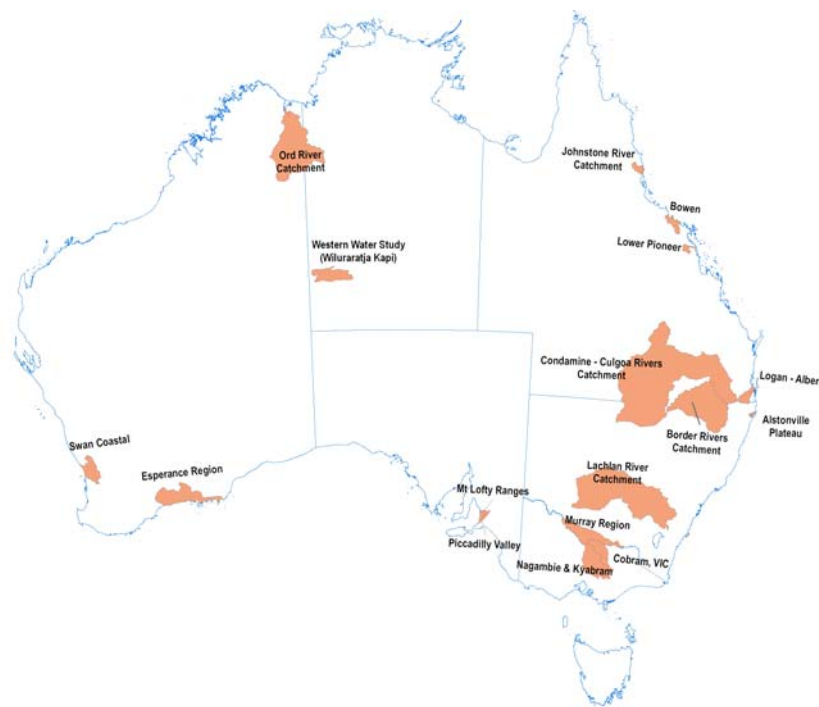 Johnstone River
Catchment
Ord River
Catchment
Bowen
Western Water Study
(Wiluraratja Kapi)
Lower Pioneer
Condamine - Culgoa Rivers
Catchment
Logan - Alber
Alstonville
Plateau
Border Rivers
Catchment
Swan Coastal
Esperance Region
Lachlan River
Catchment
Mt Lofty Ranges
Murray Region
Piccadilly Valley
Cobram, VIC
Nagambie & Kyabram